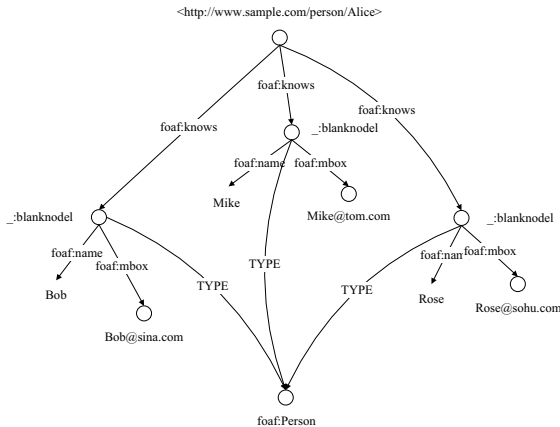 <http://www.sample.com/person/Alice>
foaf:knows
foaf:knows
foaf:knows
_:blanknodel
foaf:name
foaf:mbox
Mike
Mike@tom.com
_:blanknodel
_:blanknodel
foaf:name
foaf:mbox
foaf:nam
foaf:mbox
TYPE
TYPE
TYPE
Bob
Rose
Rose@sohu.com
Bob@sina.com
foaf:Person